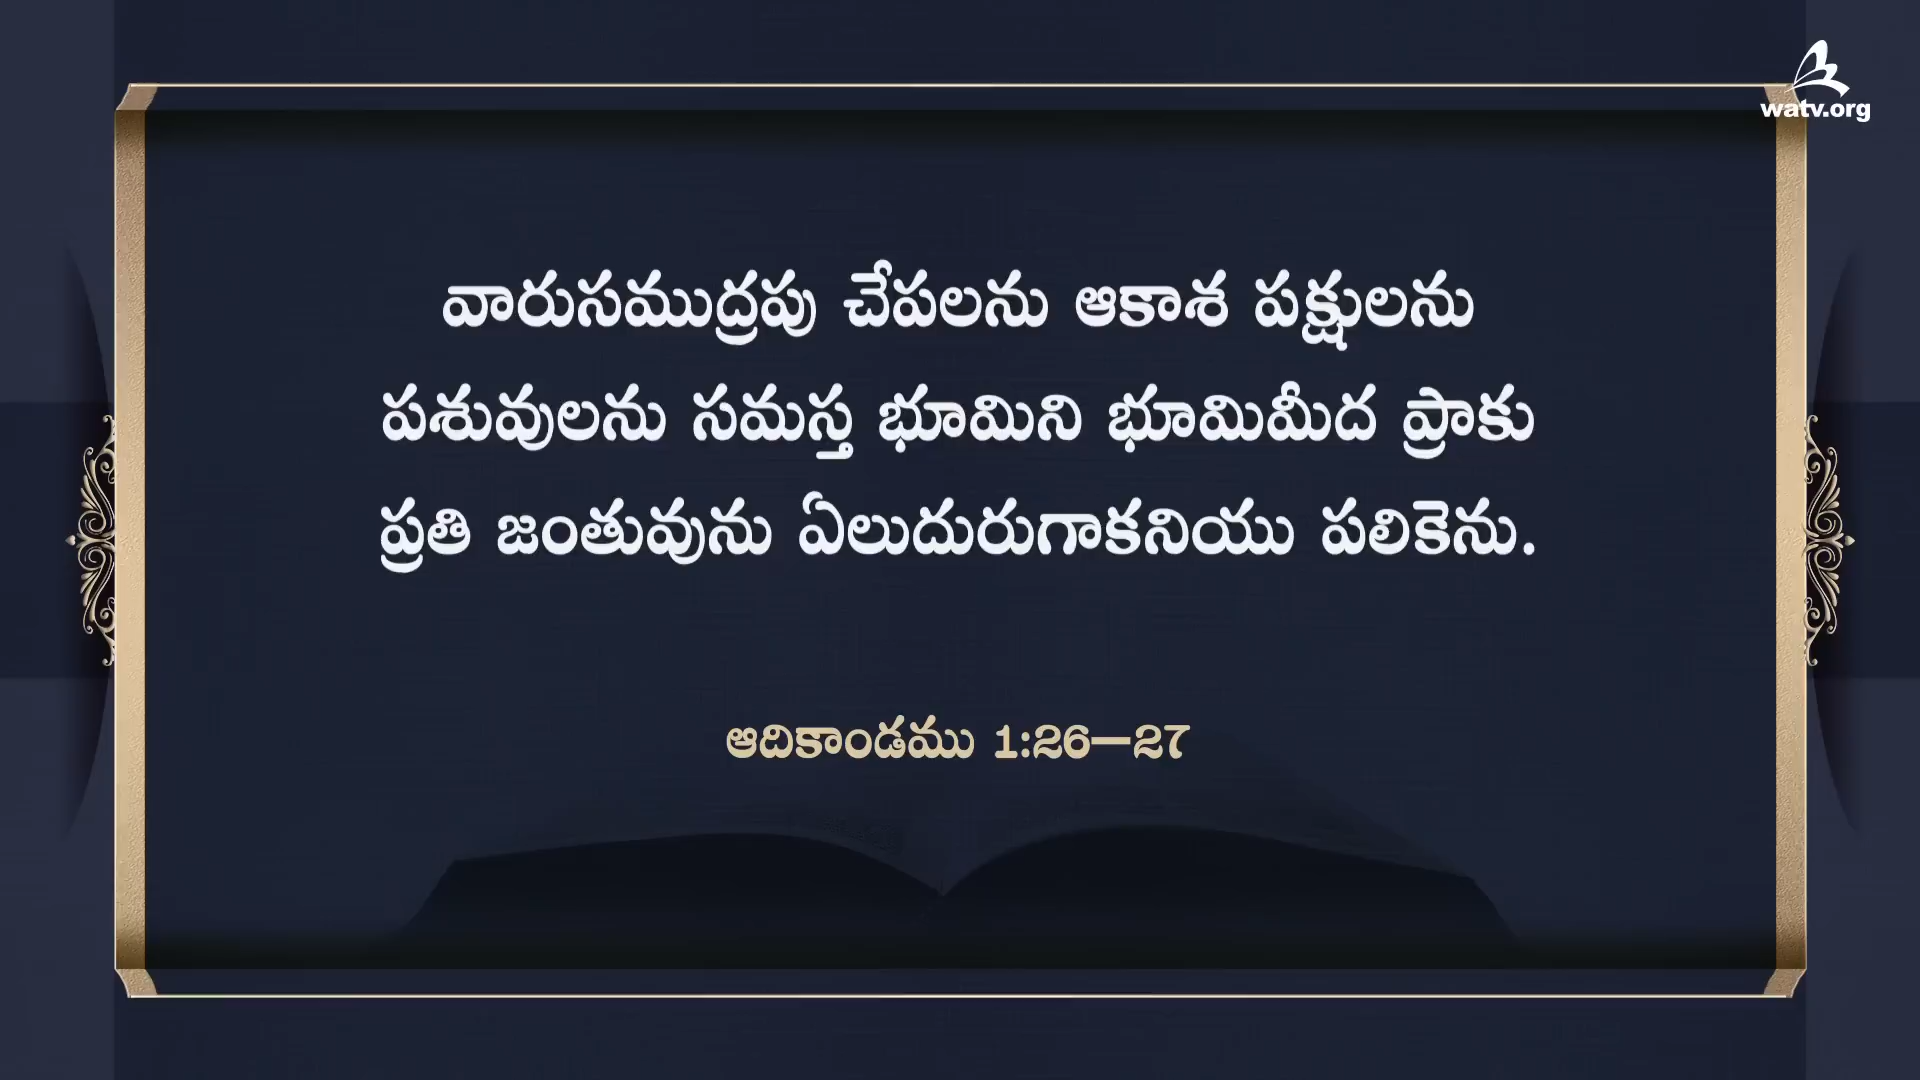 watv.org
వారుసముద్రపు చేపలను ఆకాశ పక్షులను
పశువులను సమస్త భూమిని భూమిమీద ప్రాకు
ప్రతి జంతువును ఏలుదురుగాకనియు పలికెను.
ఆదికాండము 1:26–27